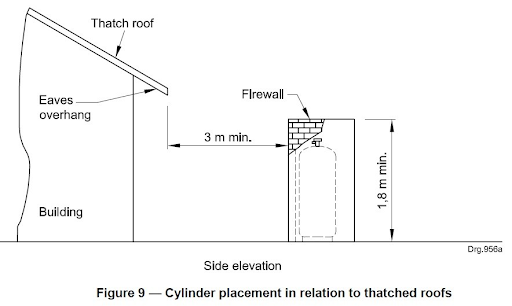 Thatch roof
Eaves
overhang
Firewall
3 m min.
1,8 m min.
Building
Drg.956a
Side elevation
Figure 9 — Cylinder placement in relation to thatched roofs